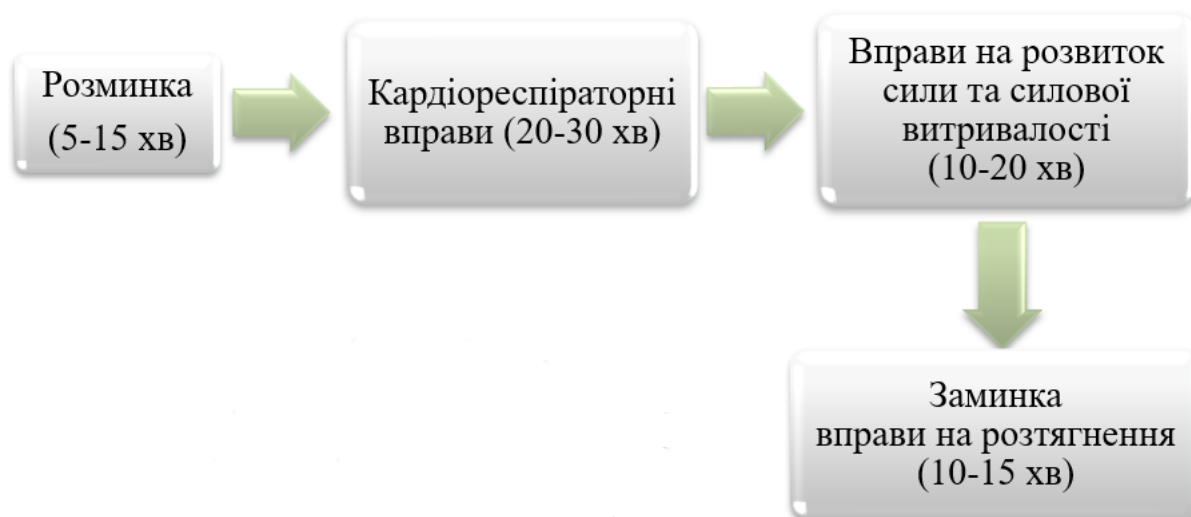 Розминка
(5-15 хв)
Кардіореспіраторні
вправи (20-30 хв)
Вправи на розвиток
сили та силової
витривалості
(10-20 хв)
Заминка
вправи на розтягнення
(10-15 хв)